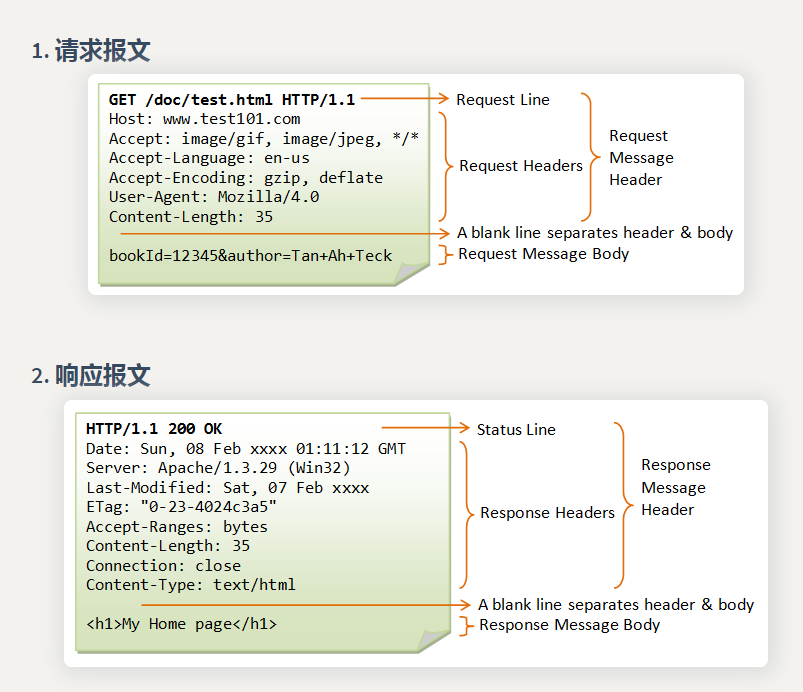 1. 请求报文
GET /doc/test.html HTTP/1.1
Host: www.test101.com
Accept: image/gif, image/jpeg, */*
Accept-Language: en-us
Accept-Encoding: gzip, deflate
User-Agent: Mozilla/4.0
Content-Length: 35
bookId=12345&author=Tan+Ah+Teck
Request Line
Request Headers
Request
Message
Header
A blank line separates header & body
Request Message Body
2. 响应报文
HTTP/1.1 200 OK
Date: Sun, 08 Feb xxxx 01:11:12 GMT
Server: Apache/1.3.29 (Win32)
Last-Modified: Sat, 07 Feb xxxx
ETag: "0-23-4024c3a5"
Accept-Ranges: bytes
Content-Length: 35
Connection: close
Content-Type: text/html
<h1>My Home page</h1>
Status Line
Response Headers
Response
Message
Header
A blank line separates header & body
Response Message Body